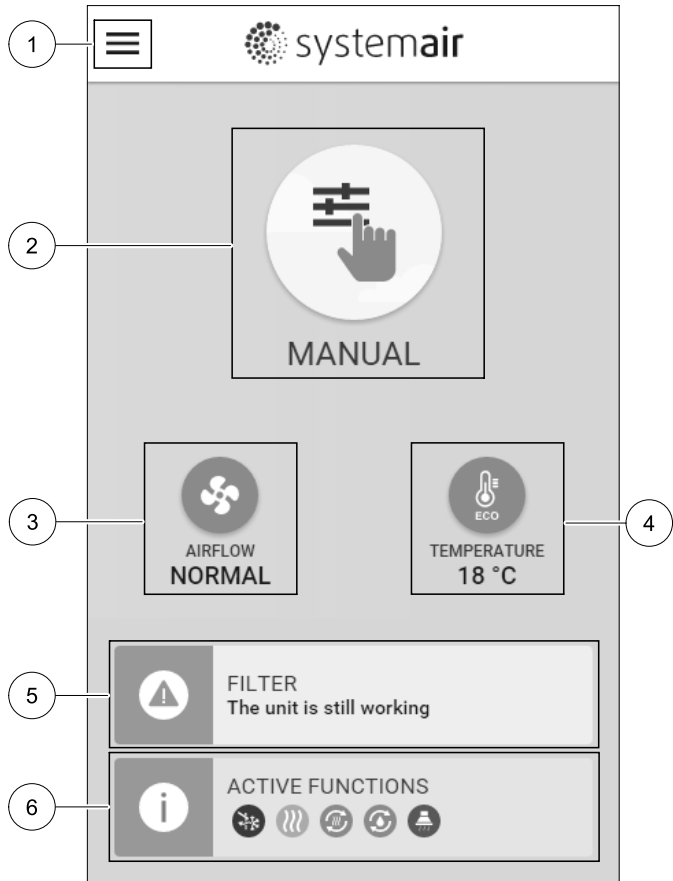 1
systemair
2
MANUAL
3
AIRFLOW
NORMAL
ECO
TEMPERATURE
18 °C
4
5
FILTER
The unit is still working
6
i
ACTIVE FUNCTIONS